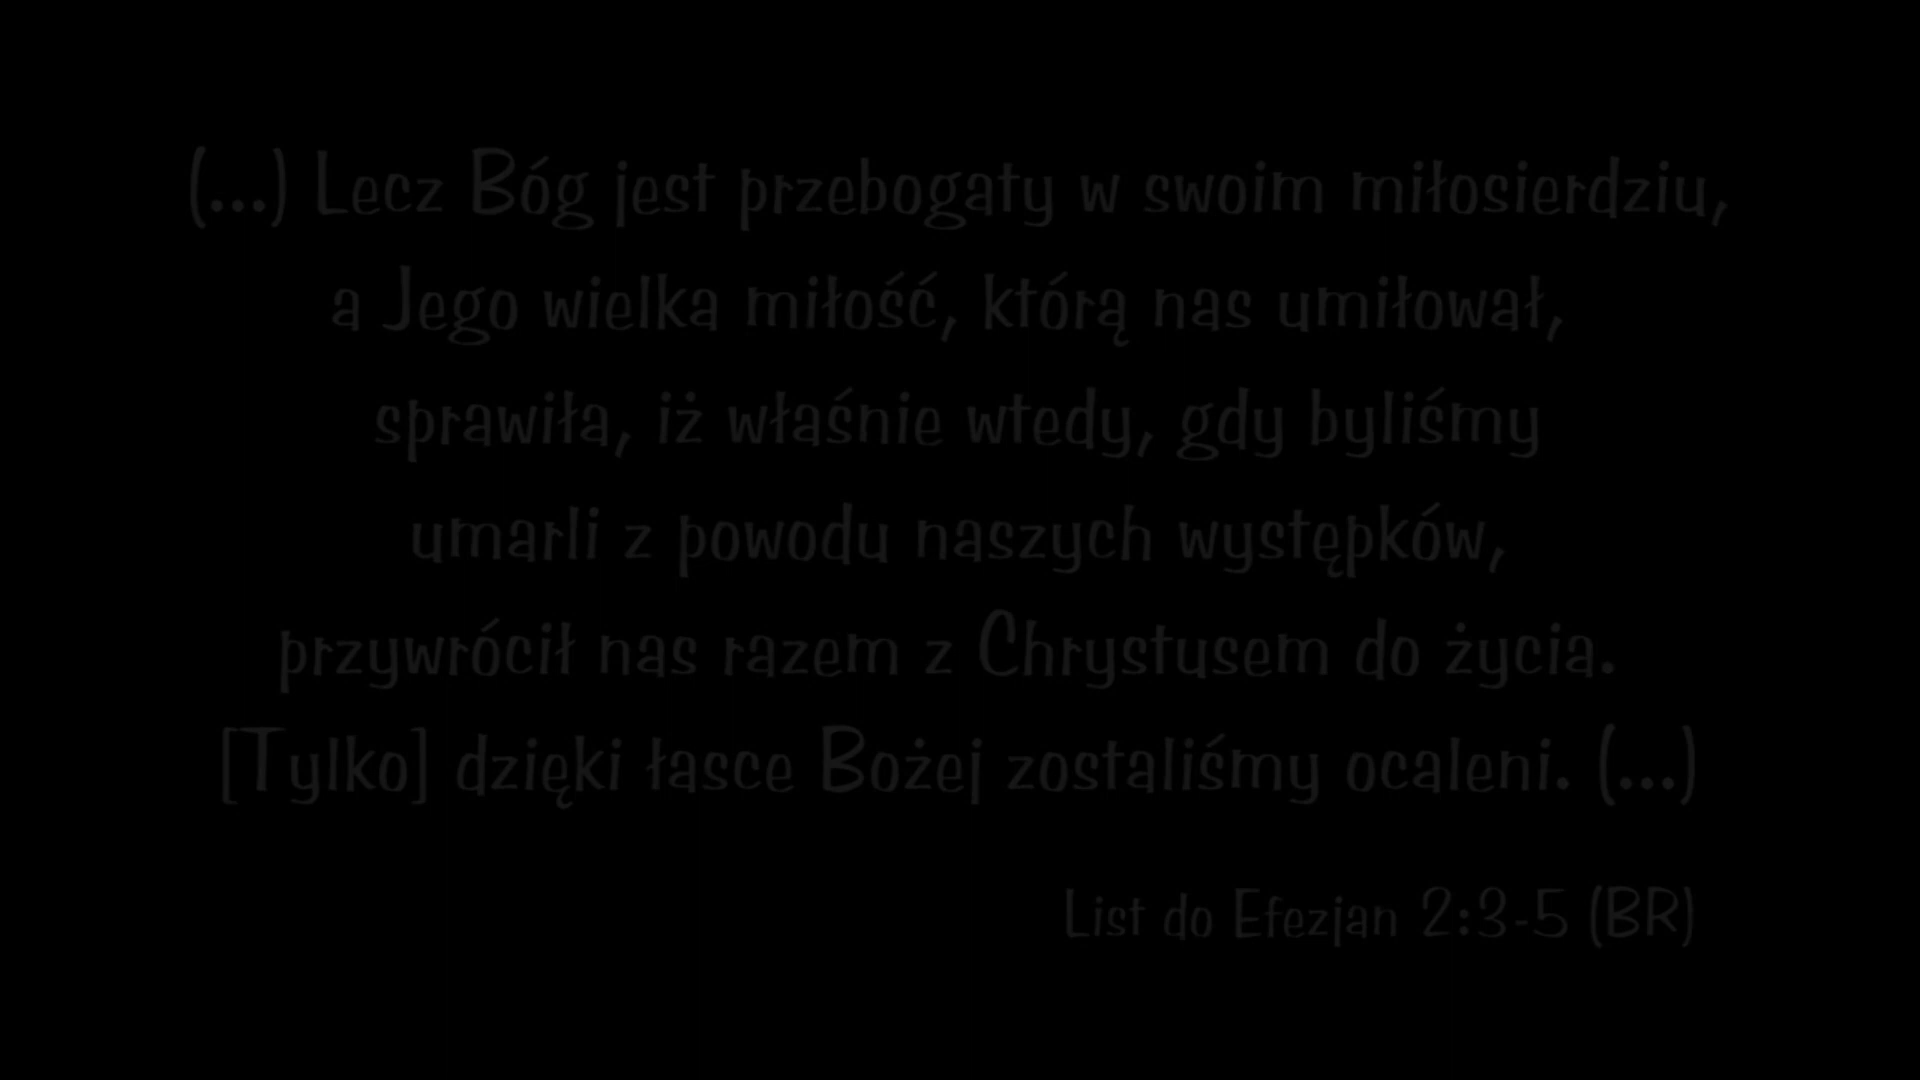 (...) Lecz Bóg jest przebogaty w swoim miłosierdziu,
a Jego wielka miłość, którą nas umiłował,
sprawiła, iż właśnie wtedy, gdy byliśmy
umarli z powodu naszych występków,
przywrócił nas razem z Chrystusem do życia.
[Tylko] dzięki łasce Bożej zostaliśmy ocaleni. (...)
List do Efezjan 2:3-5 (BR)